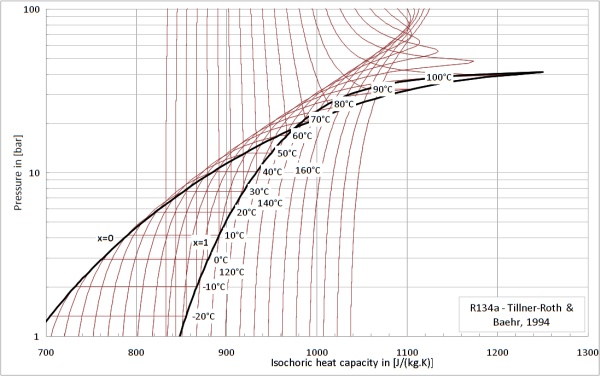 100
10
1
Pressure in [bar]
100°C
90°C
80°C
70°C
60°C
50°C
40°C
160°C
30°C
140°C
20°C
x=0
x=1
10°C
0°C
120°C
-10°C
-20°C
R134a - Tillner-Roth &
Baehr, 1994
700
800
900
1000
1100
1200
1300
Isochoric heat capacity in [J/(kg.K)]